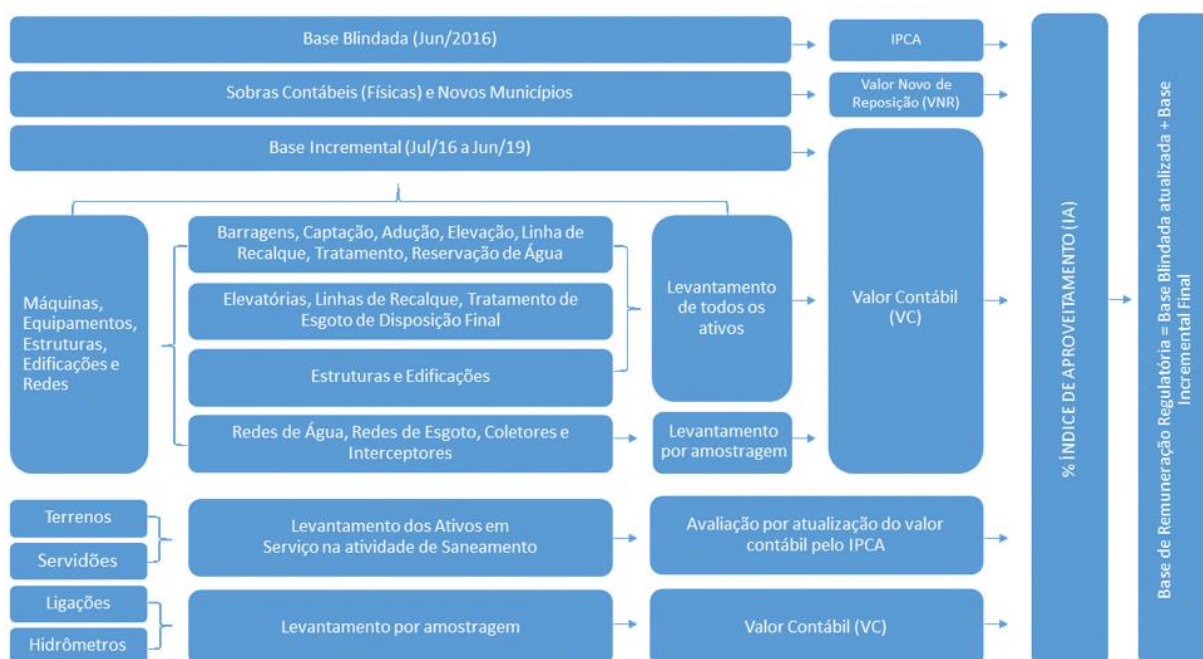 Base Blindada (Jun/2016)
IPCA
Sobras Contábeis (Físicas) e Novos Municípios
Valor Novo de
Reposição (VNR)
Base Incremental (Jul/16 a Jun/19)
Máquinas,
Equipamentos,
Estruturas,
Edificações e
Redes
Barragens, Captação, Adução, Elevação, Linha de
Recalque, Tratamento, Reservação de Água
Elevatórias, Linhas de Recalque, Tratamento de
Esgoto de Disposição Final
Estruturas e Edificações
Redes de Água, Redes de Esgoto, Coletores e
Interceptores
Levantamento
de todos os
ativos
Levantamento
por amostragem
Valor Contábil
(VC)
Terrenos
Servidões
Levantamento dos Ativos em
Serviço na atividade de Saneamento
Avaliação por atualização do valor
contábil pelo IPCA
Ligações
Hidrômetros
Levantamento por amostragem
Valor Contábil (VC)
% ÍNDICE DE APROVEITAMENTO (IA)
Base de Remuneração Regulatória = Base Blindada atualizada + Base
Incremental Final